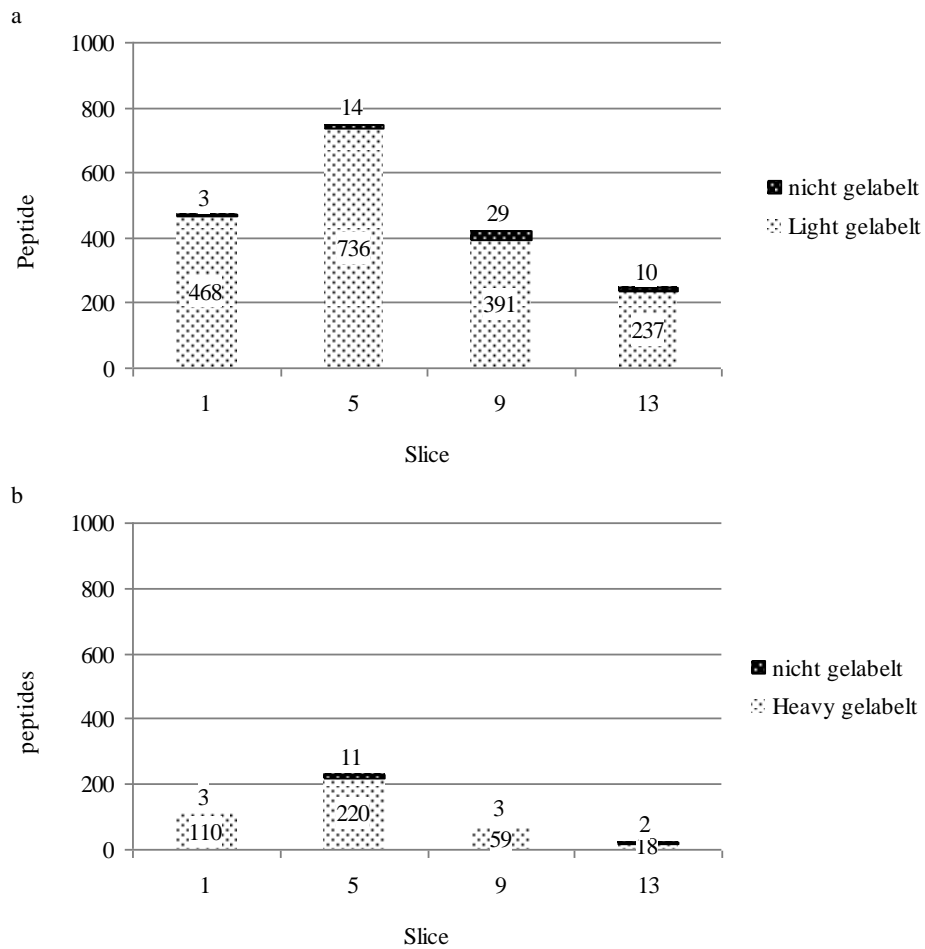 a
1000
800
600
400
200
0
Peptide
3
468
14
736
29
391
10
237
1 5 9 13
Slice
nicht gelabelt
Light gelabelt
b
1000
800
600
400
200
0
peptides
3
110
11
220
3
59
2
18
1 5 9 13
Slice
nicht gelabelt
Heavy gelabelt